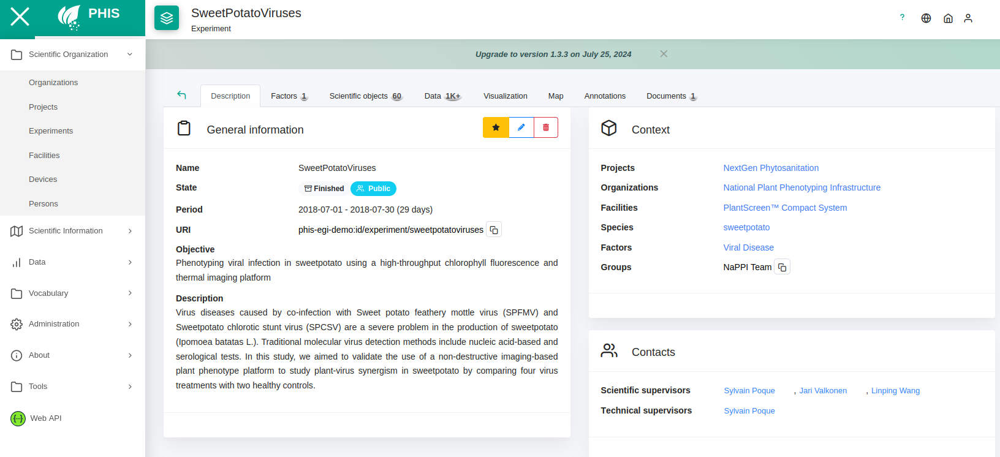 PHIS
SweetPotatoViruses
Experiment
?
Upgrade to version 1.3.3 on July 25, 2024
Scientific Organization
Organizations
Projects
Experiments
Facilities
Devices
Persons
Scientific Information
Data
Vocabulary
Administration
About
Tools
Web API
Description Factors 1 Scientific objects 60 Data 1K+ Visualization Map Annotations Documents 1
General information
Name SweetPotatoViruses
State Finished Public
Period 2018-07-01 - 2018-07-30 (29 days)
URI phis-egi-demo:id/experiment/sweetpotatoviruses
Objective
Phenotyping viral infection in sweetpotato using a high-throughput chlorophyll fluorescence and
thermal imaging platform
Description
Virus diseases caused by co-infection with Sweet potato feathery mottle virus (SPFMV) and
Sweetpotato chlorotic stunt virus (SPCSV) are a severe problem in the production of sweetpotato
(Ipomoea batatas L.). Traditional molecular virus detection methods include nucleic acid-based and
serological tests. In this study, we aimed to validate the use of a non-destructive imaging-based
plant phenotype platform to study plant-virus synergism in sweetpotato by comparing four virus
treatments with two healthy controls.
Context
Projects NextGen Phytosanitation
Organizations National Plant Phenotyping Infrastructure
Facilities PlantScreen™ Compact System
Species sweetpotato
Factors Viral Disease
Groups NaPPI Team
Contacts
Scientific supervisors Sylvain Poque , Jari Valkonen , Linping Wang
Technical supervisors Sylvain Poque